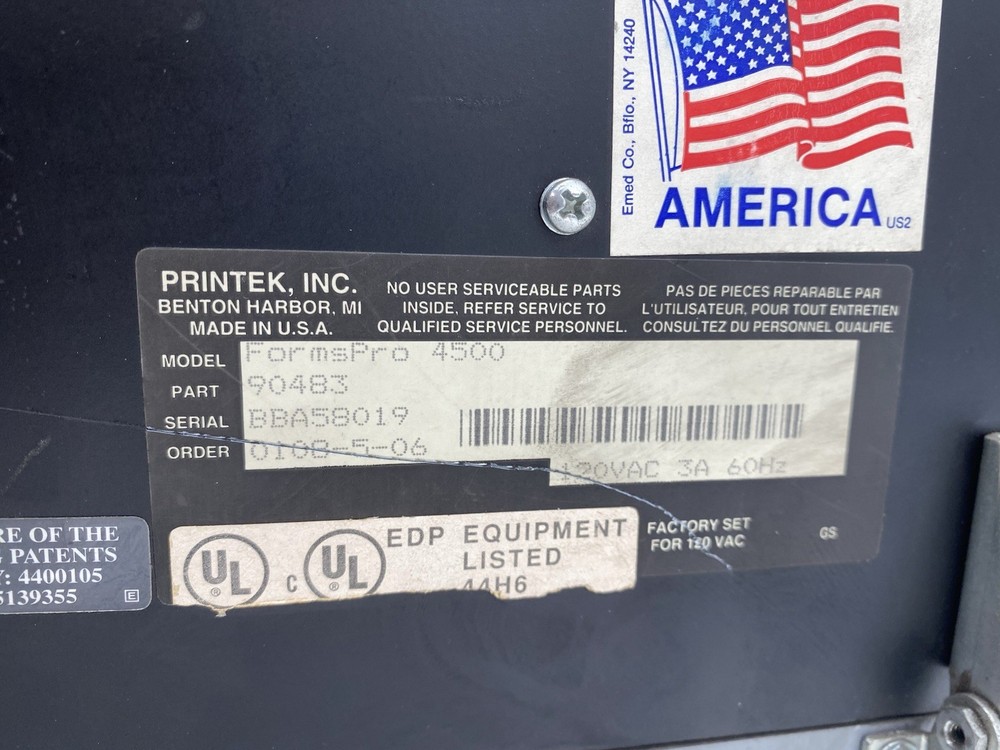 Emed Co., Bflo., NY 14240
AMERICA US2
PRINTEK, INC.
BENTON HARBOR, MI
MADE IN U.S.A.
NO USER SERVICEABLE PARTS
INSIDE. REFER SERVICE TO
QUALIFIED SERVICE PERSONNEL.
PAS DE PIECES REPARABLE PAR
L'UTILISATEUR, POUR TOUT ENTRETIEN
CONSULTEZ DU PERSONNEL QUALIFIE.
MODEL FormsPro 4500
PART 90483
SERIAL BBA58019
ORDER 0108-5-06
120VAC 3A 60Hz
UL ® C UL ®
EDP EQUIPMENT
LISTED
44H6
FACTORY SET
FOR 120 VAC
GS
RE OF THE
PATENTS
: 4400105
5139355
E